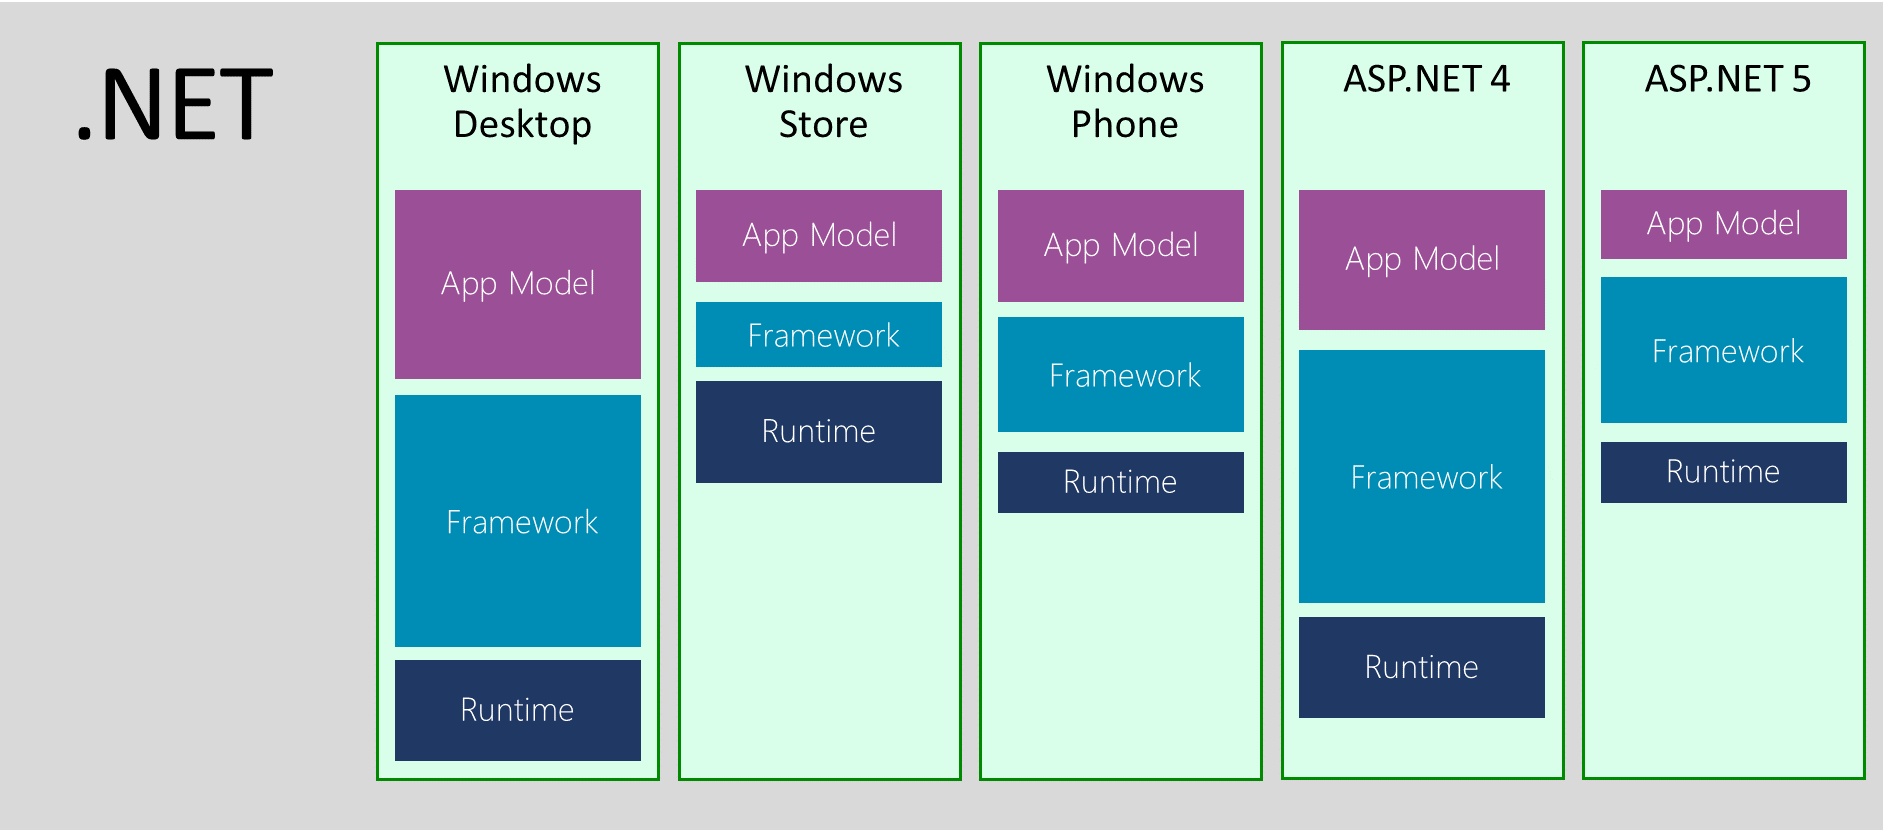 .NET
Windows
Desktop
App Model
Framework
Runtime
Windows
Store
App Model
Framework
Runtime
Windows
Phone
App Model
Framework
Runtime
ASP.NET 4
App Model
Framework
Runtime
ASP.NET 5
App Model
Framework
Runtime